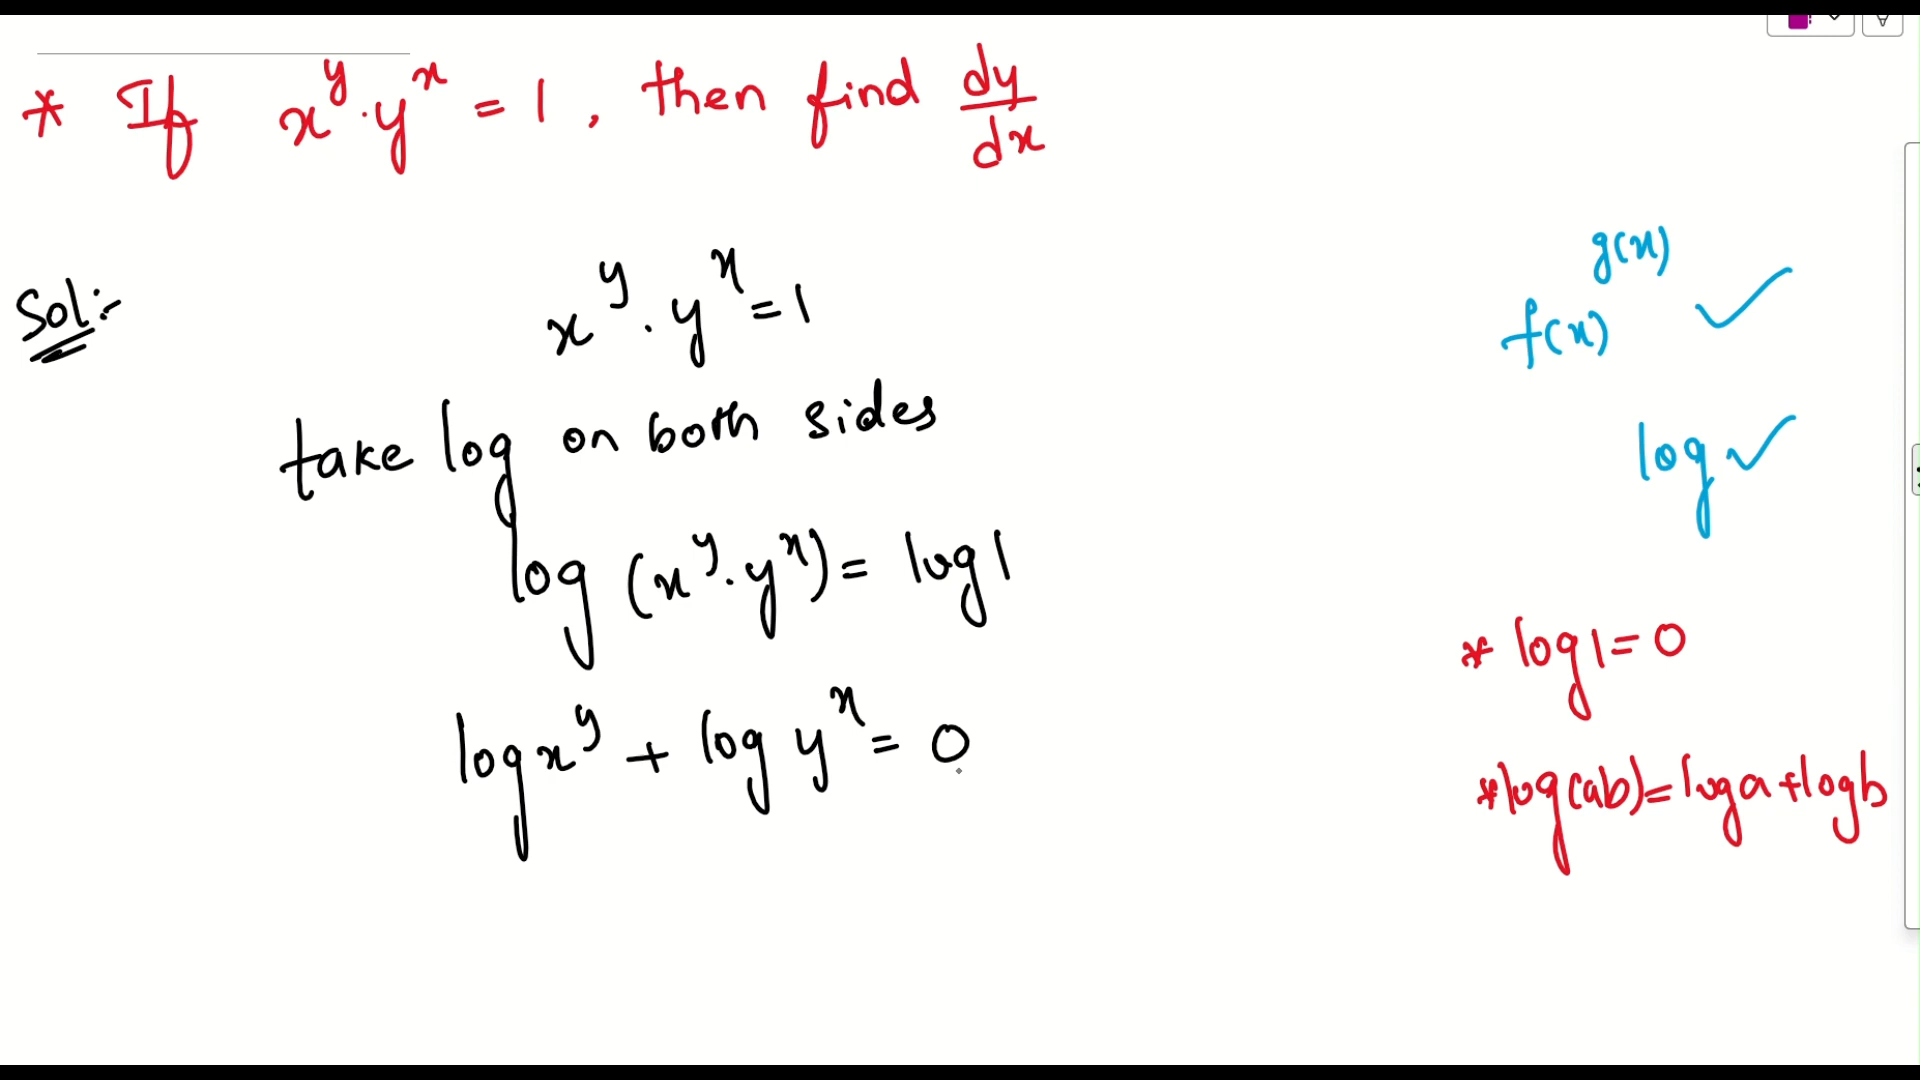 * If x^y · y^x = 1, then find dy/dx
Sol:-
x^y · y^x = 1
take log on both sides
log (x^y · y^x) = log 1
log x^y + log y^x = 0
f(x)^g(x) ✓
log ✓
* log 1 = 0
* log(ab) = log a + log b